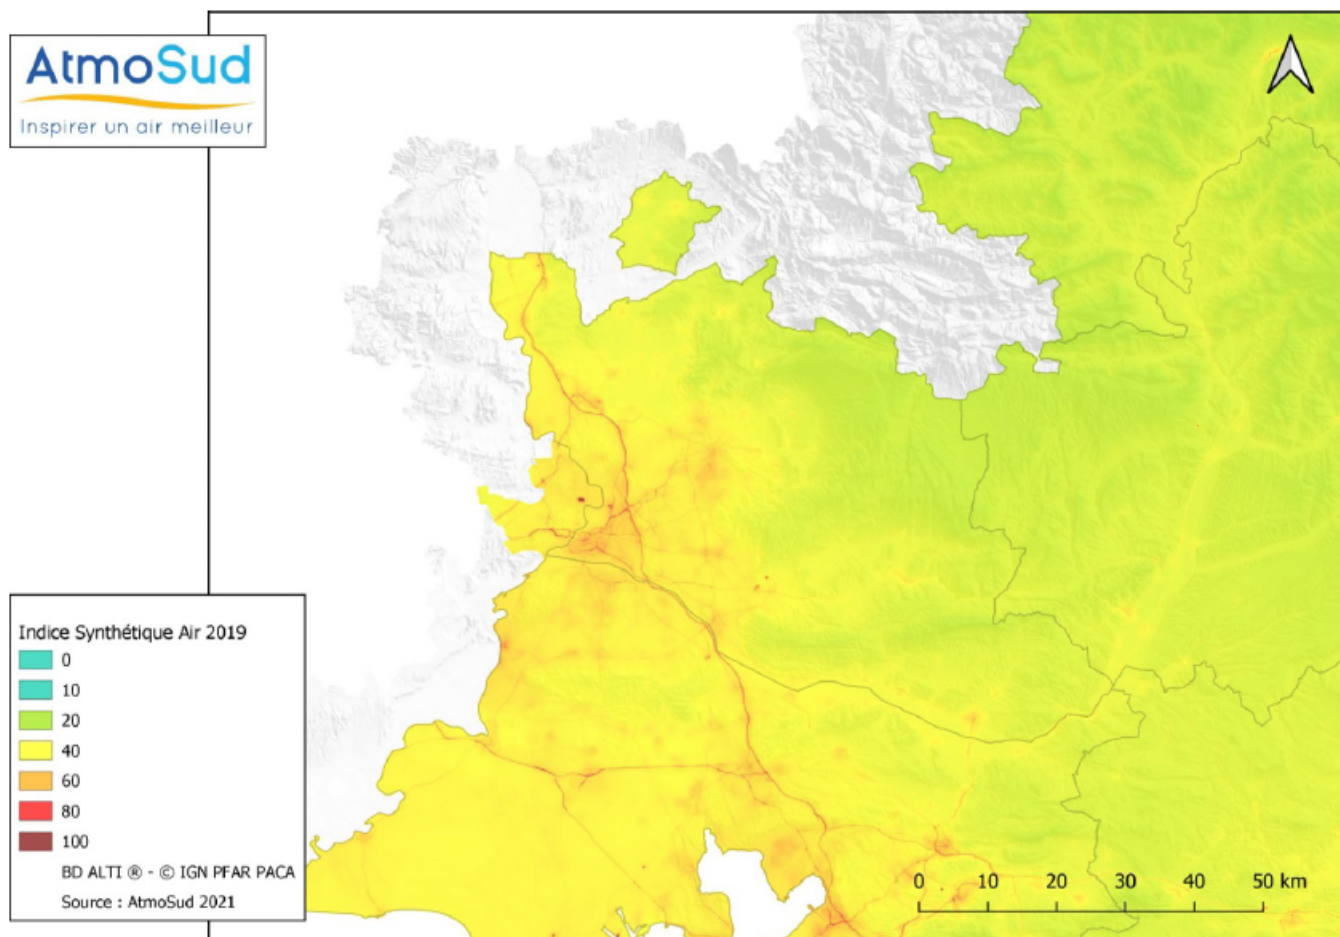 AtmoSud
Inspirer un air meilleur
Indice Synthétique Air 2019
0
10
20
40
60
80
100
BD ALTI ® - © IGN PFAR PACA
Source : AtmoSud 2021
0 10 20 30 40 50 km